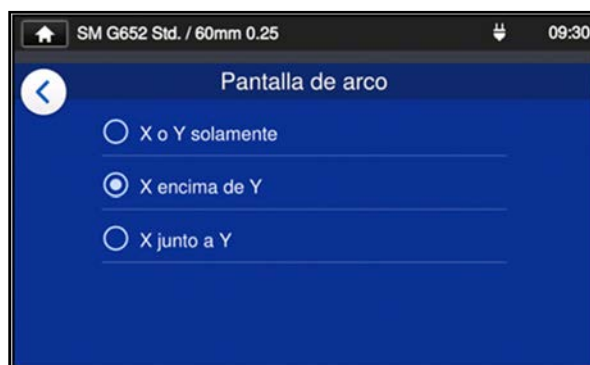 SM G652 Std. / 60mm 0.25 09:30
Pantalla de arco
X o Y solamente
X encima de Y
X junto a Y